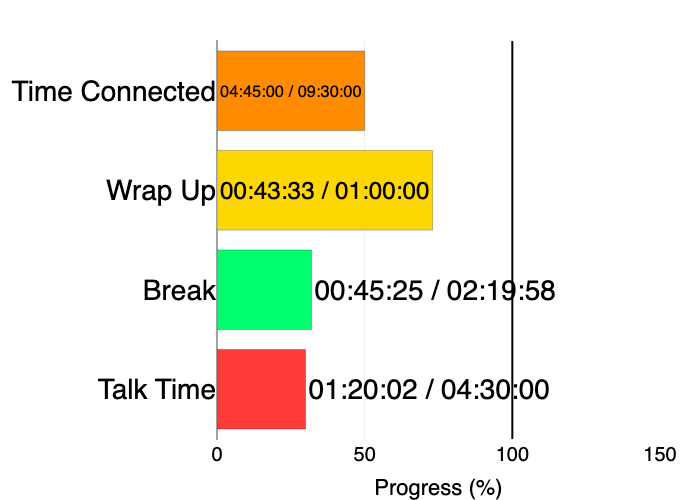 Time Connected 04:45:00 / 09:30:00
Wrap Up 00:43:33 / 01:00:00
Break 00:45:25 / 02:19:58
Talk Time 01:20:02 / 04:30:00
0 50 100 150
Progress (%)